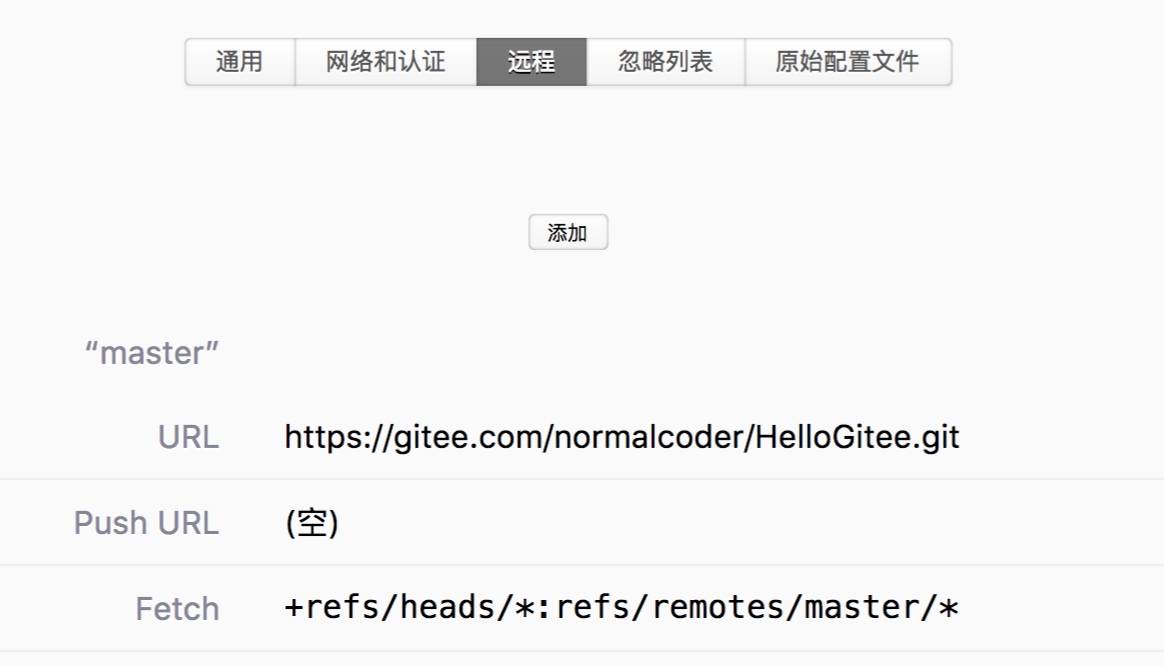 通用 网络和认证 远程 忽略列表 原始配置文件
添加
“master”
URL https://gitee.com/normalcoder/HelloGitee.git
Push URL (空)
Fetch +refs/heads/*:refs/remotes/master/*